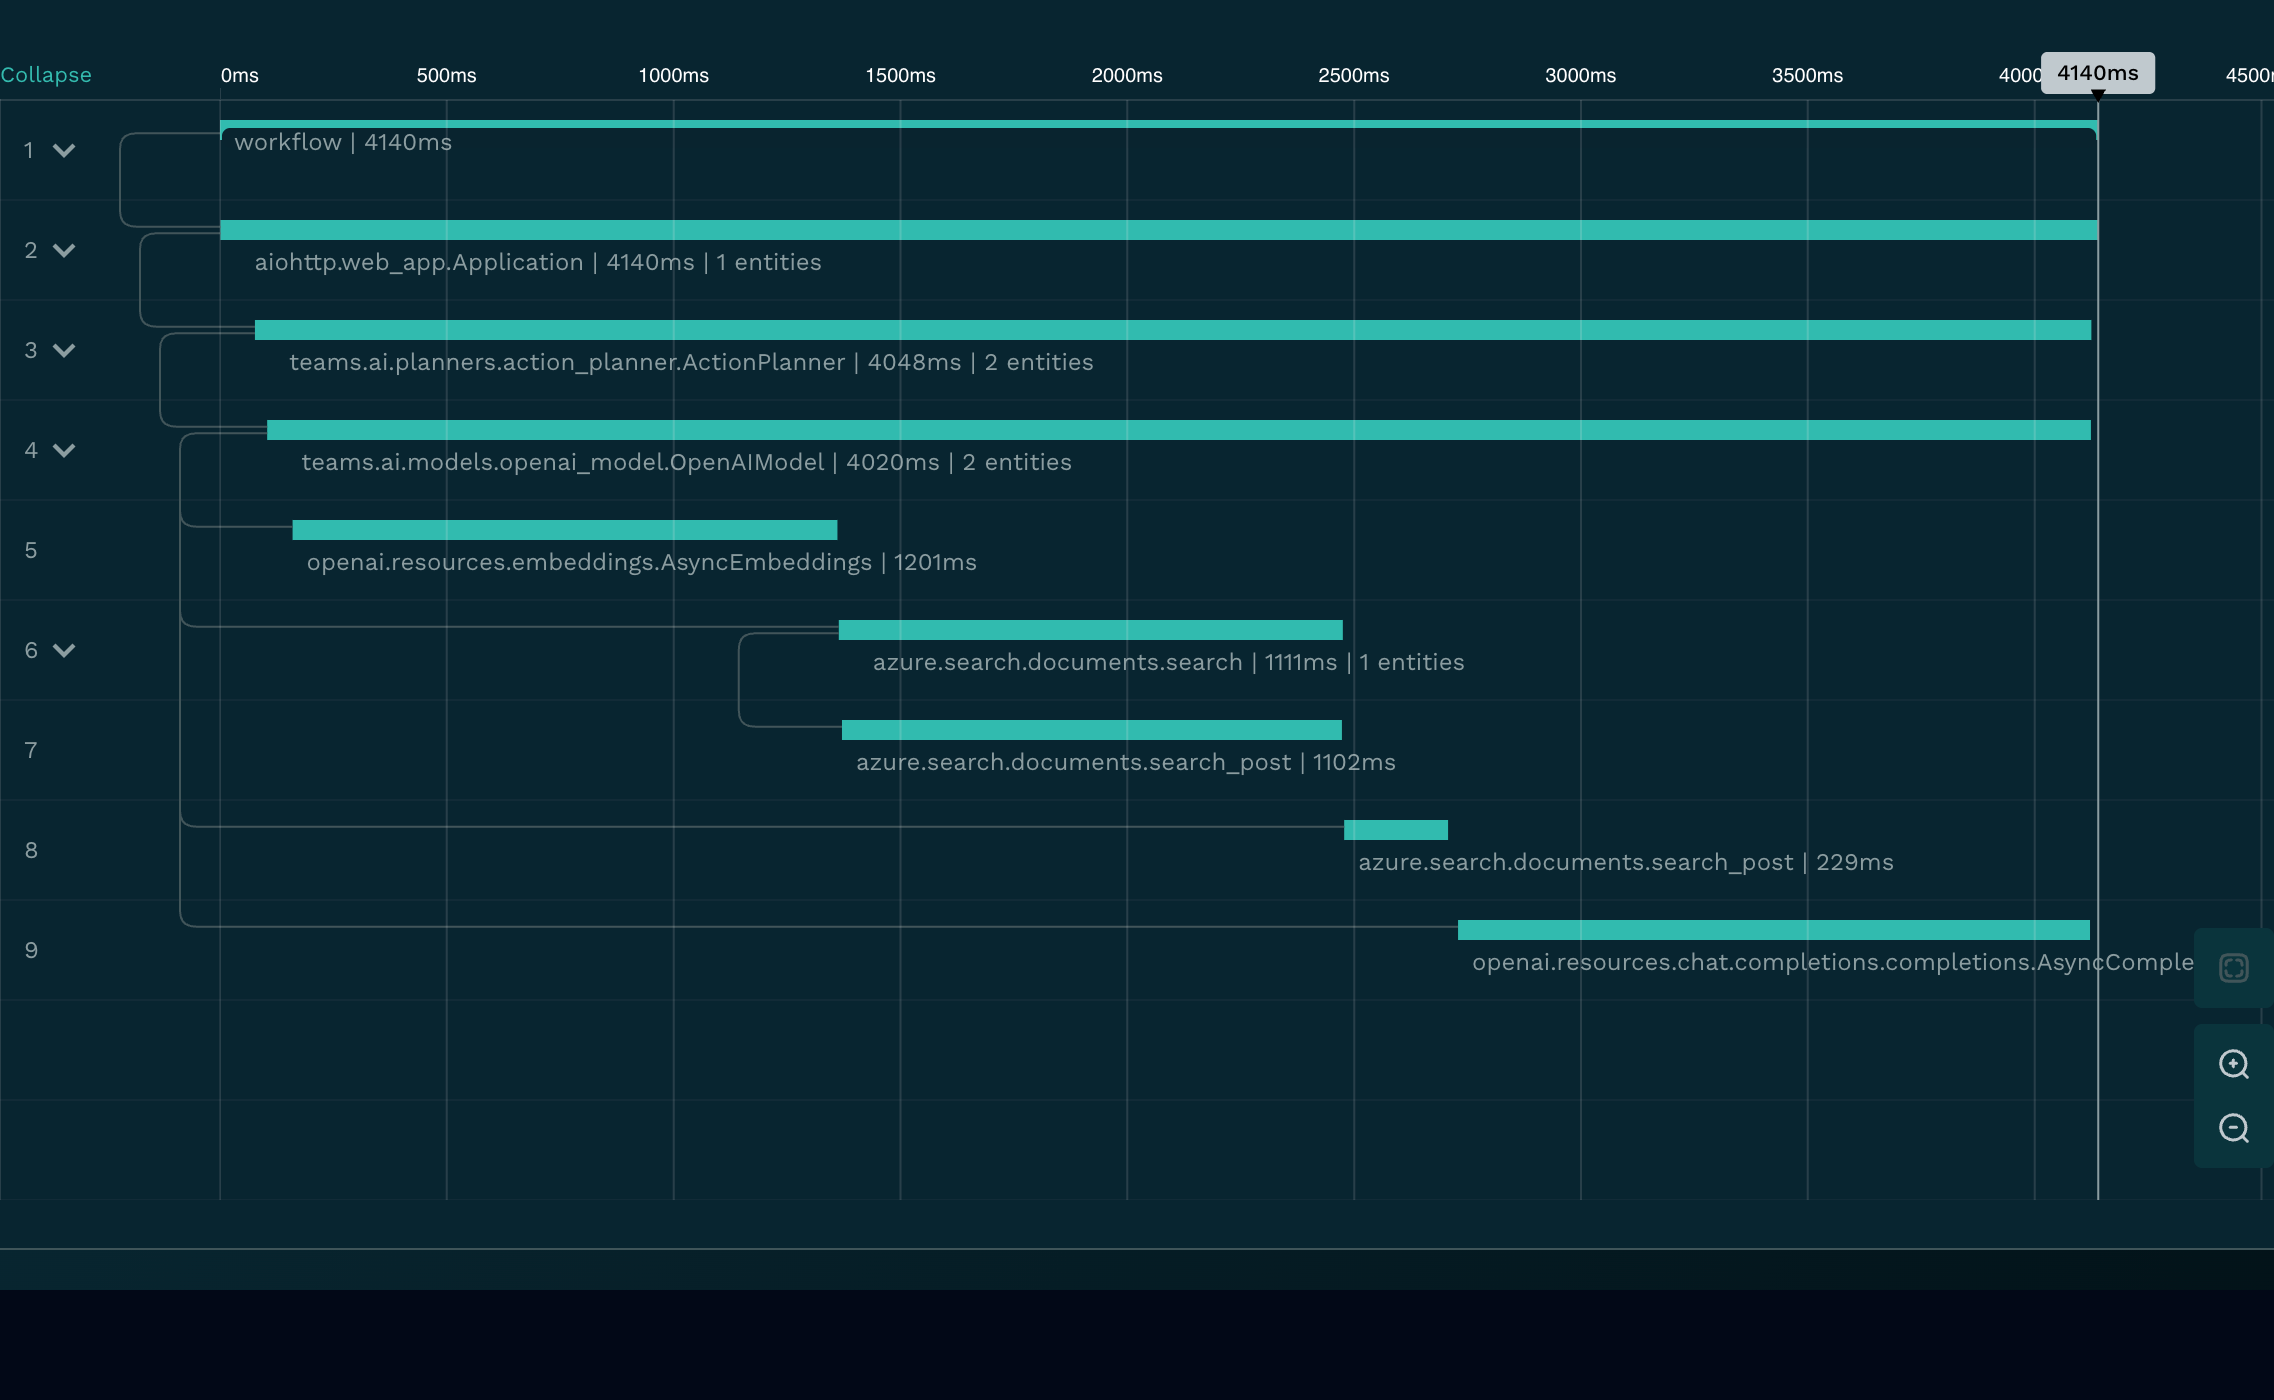 Collapse 0ms 500ms 1000ms 1500ms 2000ms 2500ms 3000ms 3500ms 4000 4140ms 4500
1 workflow | 4140ms
2 aiohttp.web_app.Application | 4140ms | 1 entities
3 teams.ai.planners.action_planner.ActionPlanner | 4048ms | 2 entities
4 teams.ai.models.openai_model.OpenAIModel | 4020ms | 2 entities
5 openai.resources.embeddings.AsyncEmbeddings | 1201ms
6 azure.search.documents.search | 1111ms | 1 entities
7 azure.search.documents.search_post | 1102ms
8 azure.search.documents.search_post | 229ms
9 openai.resources.chat.completions.completions.AsyncComple